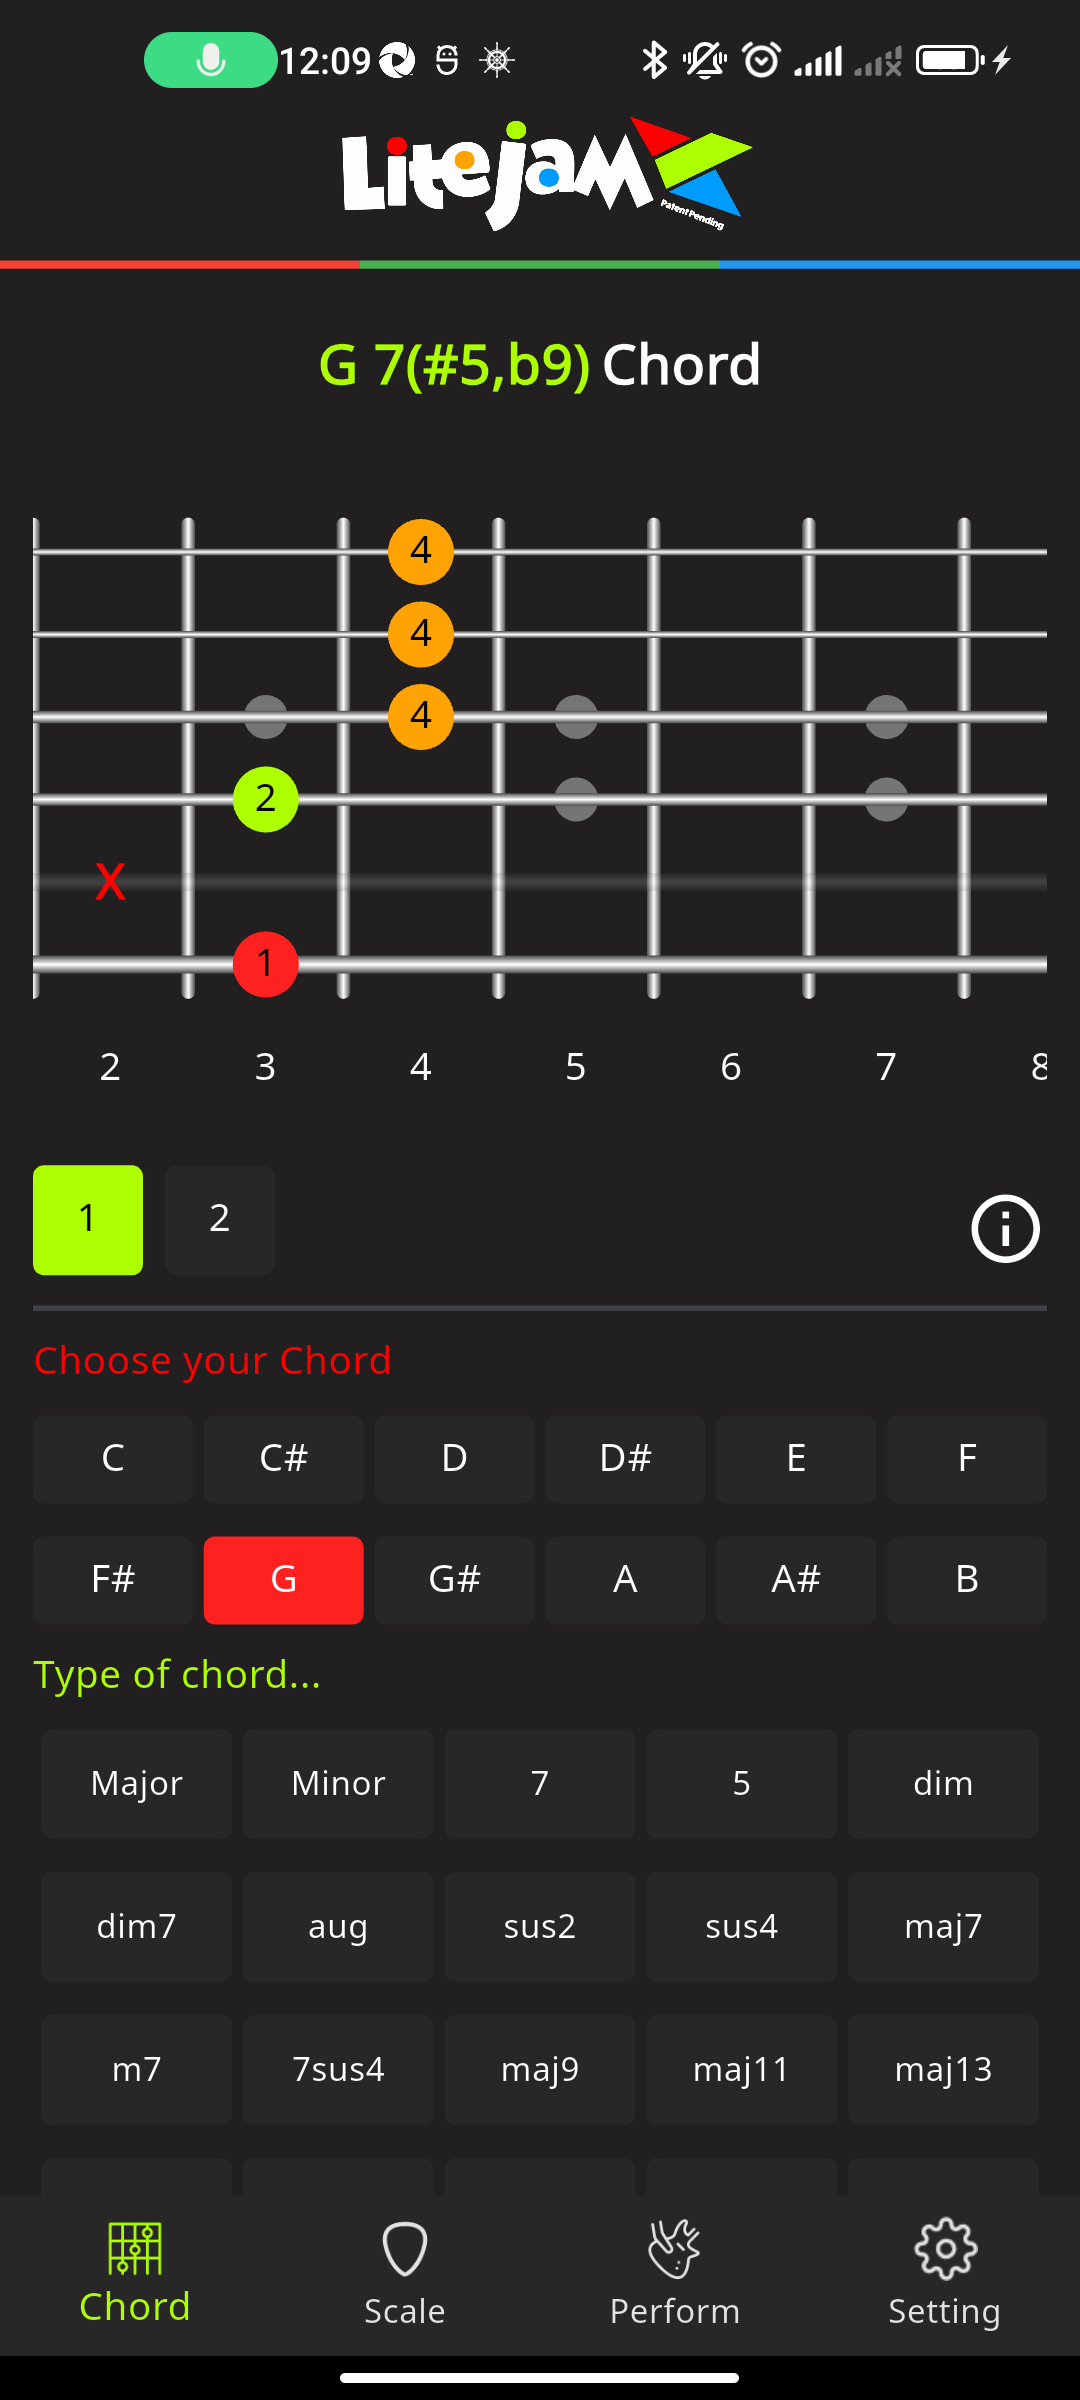 12:09
Litejam
Patent Pending
G 7(#5,b9) Chord
4
4
4
2
X
1
2 3 4 5 6 7 8
1 2
Choose your Chord
C C# D D# E F
F# G G# A A# B
Type of chord...
Major Minor 7 5 dim
dim7 aug sus2 sus4 maj7
m7 7sus4 maj9 maj11 maj13
Chord Scale Perform Setting